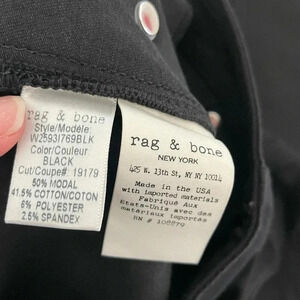 rag & bone
Style/Modèle:
W2593I769BLK
Color/Couleur
BLACK
Cut/Coupe#: 19179
50% MODAL
41.5% COTTON/COTON
6% POLYESTER
2.5% SPANDEX
rag & bone
NEW YORK
425 W. 13th St, NY NY 10014
Made in the USA
with imported materials
Fabriqué Aux
Etats-Unis avec des
matériaux importés
RN # 108879